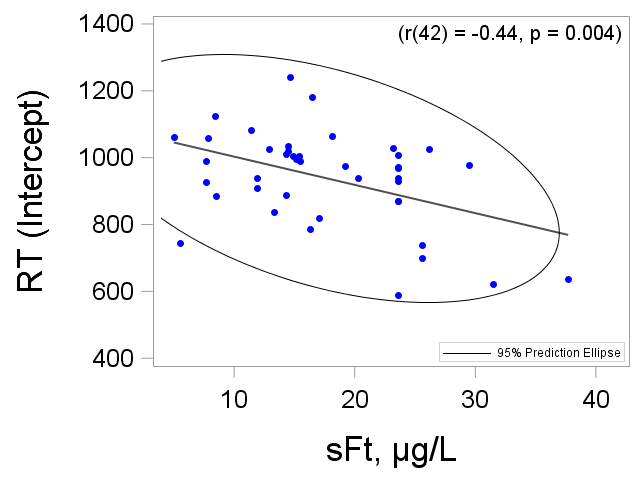 (r(42) = -0.44, p = 0.004)
1400
1200
1000
800
600
400
RT (Intercept)
95% Prediction Ellipse
10 20 30 40
sFt, µg/L